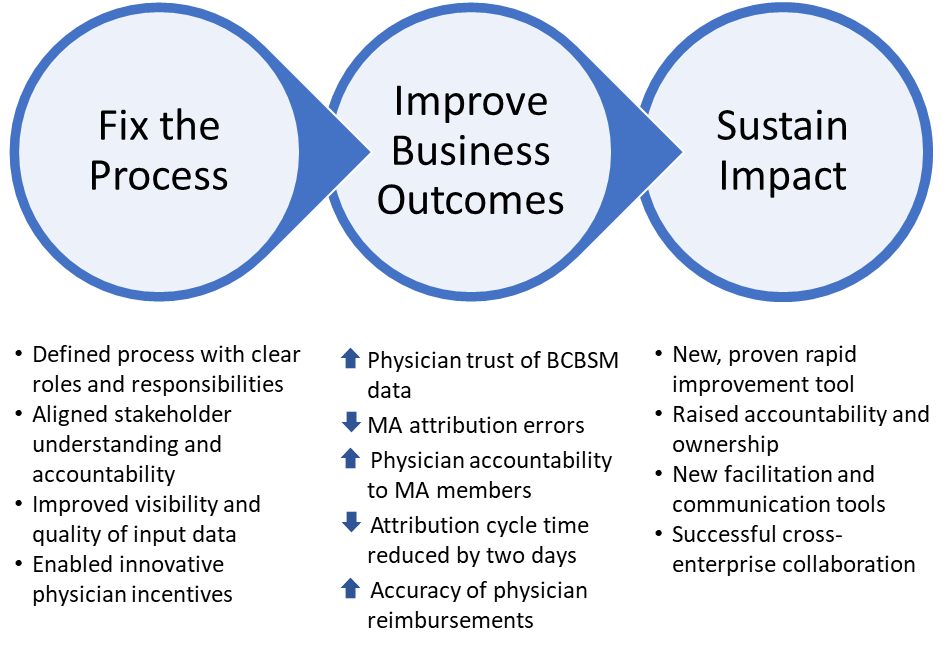 Fix the
Process
Improve
Business
Outcomes
Sustain
Impact
• Defined process with clear
roles and responsibilities
• Aligned stakeholder
understanding and
accountability
• Improved visibility and
quality of input data
• Enabled innovative
physician incentives
Physician trust of BCBSM
data
MA attribution errors
Physician accountability
to MA members
Attribution cycle time
reduced by two days
Accuracy of physician
reimbursements
• New, proven rapid
improvement tool
• Raised accountability and
ownership
• New facilitation and
communication tools
• Successful cross-
enterprise collaboration